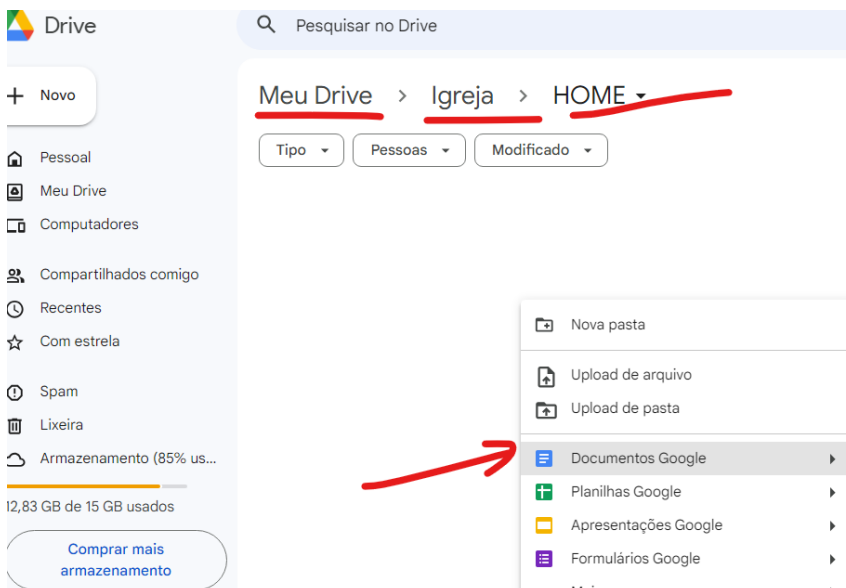 Drive
Pesquisar no Drive
Novo
Meu Drive > Igreja > HOME
Tipo
Pessoas
Modificado
Pessoal
Meu Drive
Computadores
Compartilhados comigo
Recentes
Com estrela
Spam
Lixeira
Armazenamento (85% us...
12,83 GB de 15 GB usados
Comprar mais
armazenamento
Nova pasta
Upload de arquivo
Upload de pasta
Documentos Google
Planilhas Google
Apresentações Google
Formulários Google